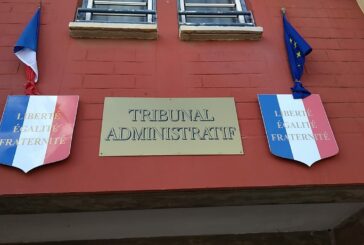 LIBERTÉ
ÉGALITÉ
FRATERNITÉ
TRIBUNAL
ADMINISTRATIF
LIBERTÉ
ÉGALITÉ
FRATERNITÉ